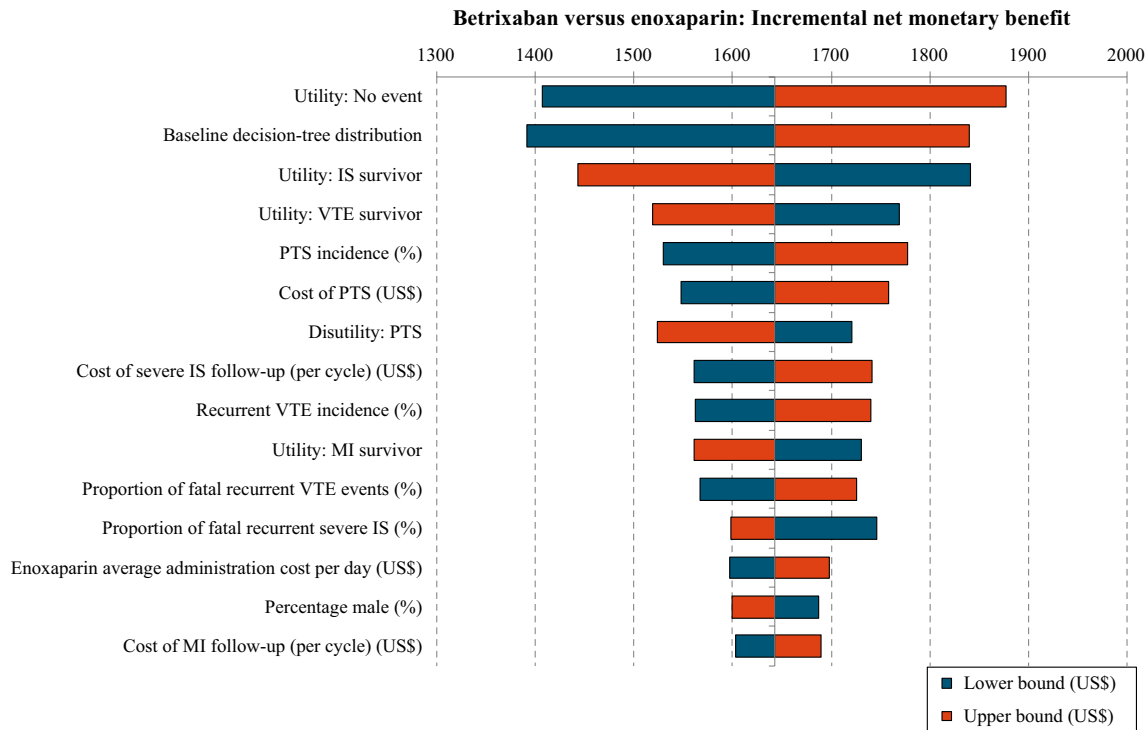 Betrixaban versus enoxaparin: Incremental net monetary benefit
1300 1400 1500 1600 1700 1800 1900 2000
Utility: No event
Baseline decision-tree distribution
Utility: IS survivor
Utility: VTE survivor
PTS incidence (%)
Cost of PTS (US$)
Disutility: PTS
Cost of severe IS follow-up (per cycle) (US$)
Recurrent VTE incidence (%)
Utility: MI survivor
Proportion of fatal recurrent VTE events (%)
Proportion of fatal recurrent severe IS (%)
Enoxaparin average administration cost per day (US$)
Percentage male (%)
Cost of MI follow-up (per cycle) (US$)
Lower bound (US$)
Upper bound (US$)